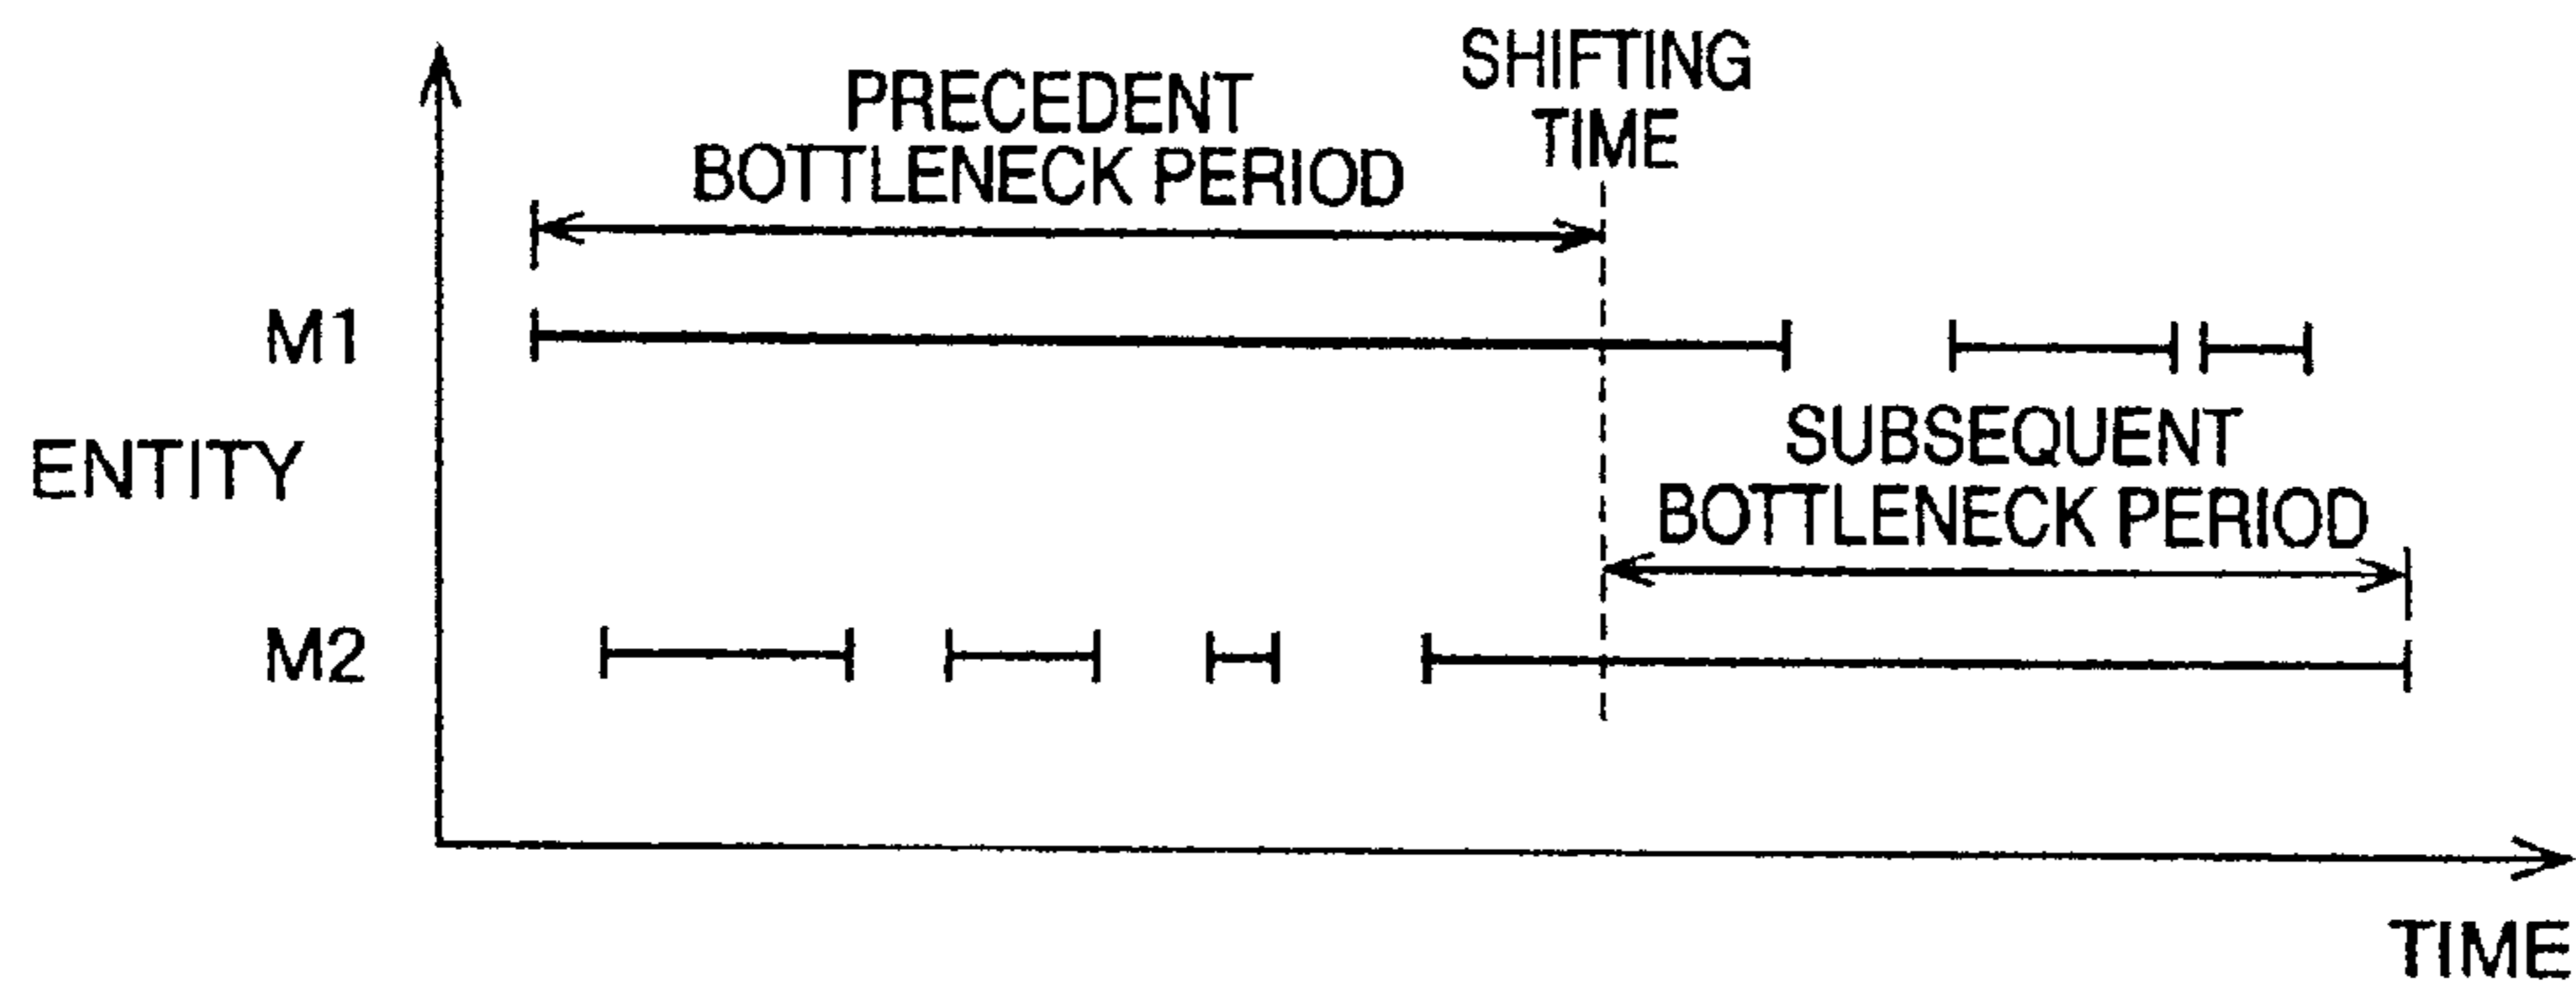 SHIFTING
TIME
PRECEDENT
BOTTLENECK PERIOD
M1
SUBSEQUENT
BOTTLENECK PERIOD
ENTITY
M2
TIME